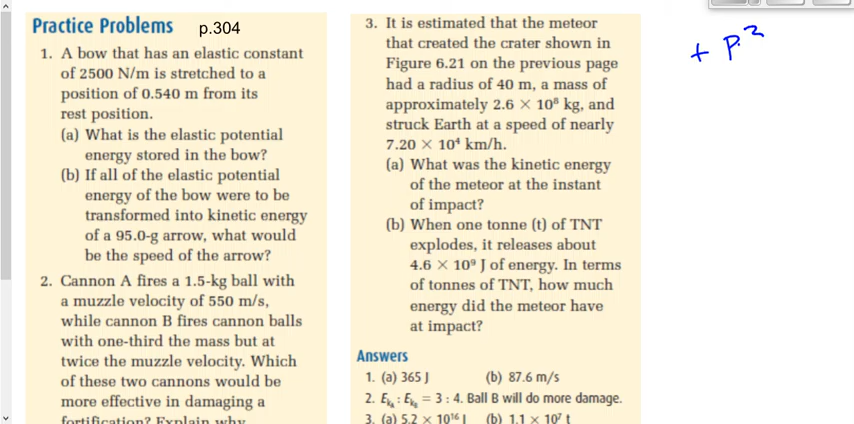 Practice Problems p.304
1. A bow that has an elastic constant
of 2500 N/m is stretched to a
position of 0.540 m from its
rest position.
(a) What is the elastic potential
energy stored in the bow?
(b) If all of the elastic potential
energy of the bow were to be
transformed into kinetic energy
of a 95.0-g arrow, what would
be the speed of the arrow?
2. Cannon A fires a 1.5-kg ball with
a muzzle velocity of 550 m/s,
while cannon B fires cannon balls
with one-third the mass but at
twice the muzzle velocity. Which
of these two cannons would be
more effective in damaging a
fortification? Explain why.
3. It is estimated that the meteor
that created the crater shown in
Figure 6.21 on the previous page
had a radius of 40 m, a mass of
approximately 2.6 × 10⁸ kg, and
struck Earth at a speed of nearly
7.20 × 10⁴ km/h.
(a) What was the kinetic energy
of the meteor at the instant
of impact?
(b) When one tonne (t) of TNT
explodes, it releases about
4.6 × 10⁹ J of energy. In terms
of tonnes of TNT, how much
energy did the meteor have
at impact?
Answers
1. (a) 365 J (b) 87.6 m/s
2. Eₖₐ : Eₖᵦ = 3 : 4. Ball B will do more damage.
3. (a) 5.2 × 10¹⁶ J (b) 1.1 × 10⁷ t